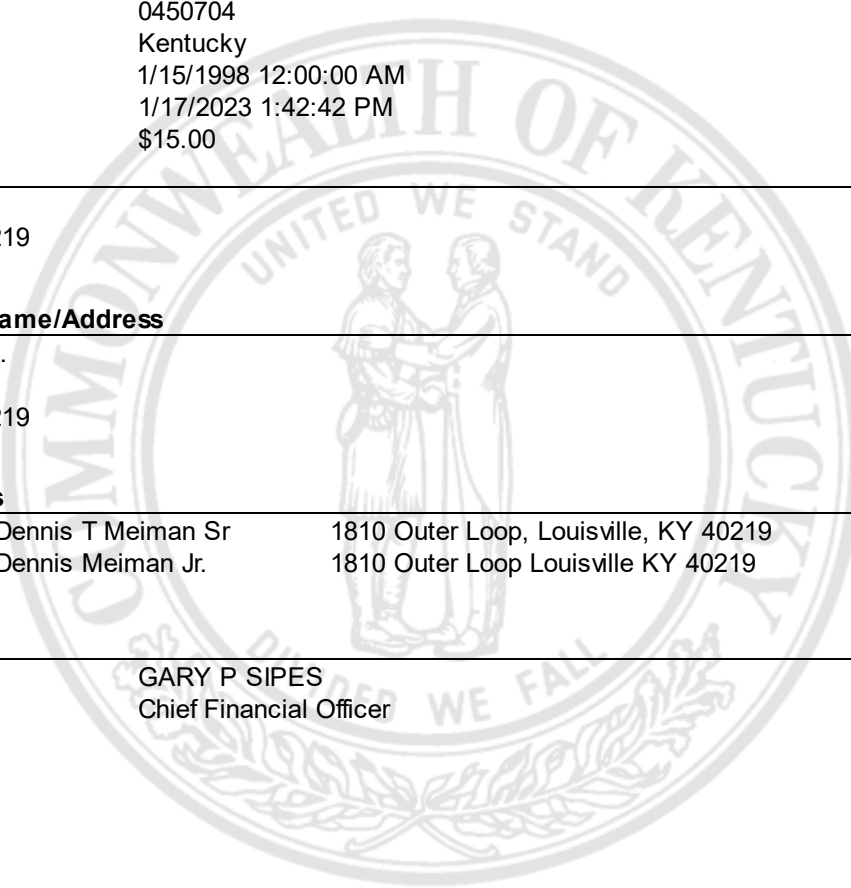 0450704
Kentucky
1/15/1998 12:00:00 AM
1/17/2023 1:42:42 PM
$15.00
219
ame/Address
.
219
s
Dennis T Meiman Sr 1810 Outer Loop, Louisville, KY 40219
Dennis Meiman Jr. 1810 Outer Loop Louisville KY 40219
GARY P SIPES
Chief Financial Officer
COMMONWEALTH OF KENTUCKY
UNITED WE STAND
DIVIDED WE FALL